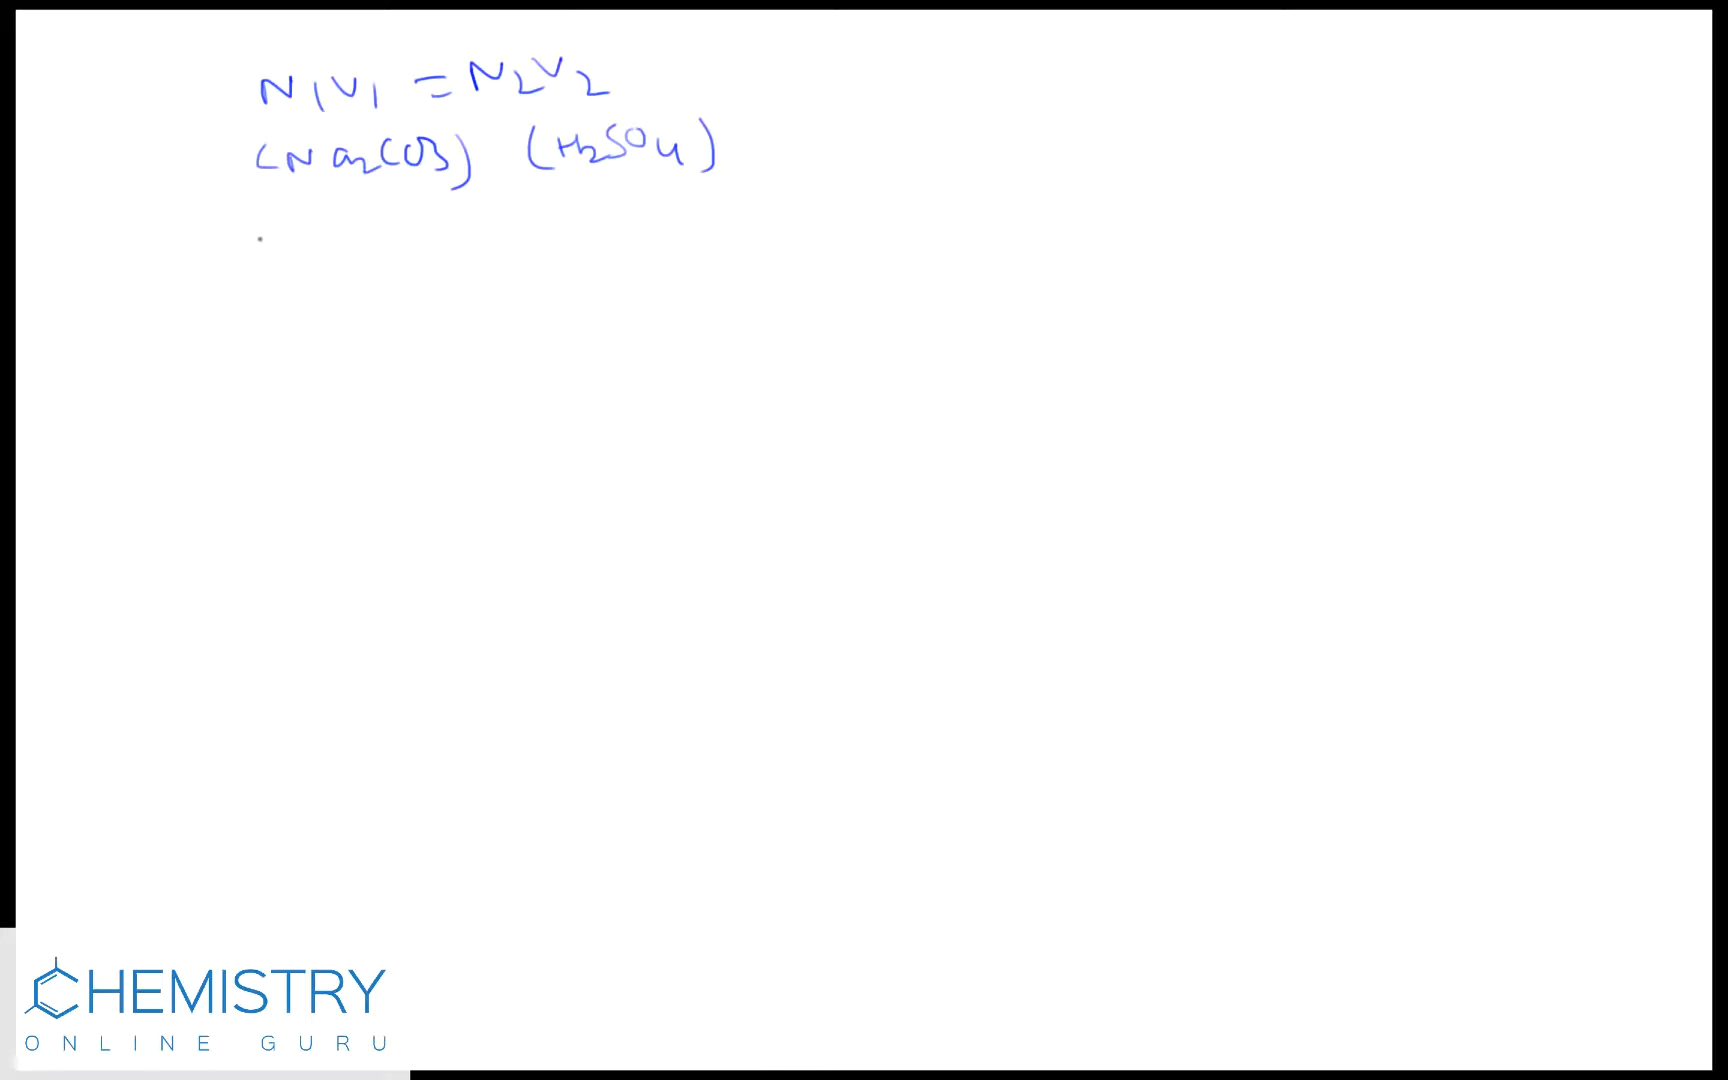 N1V1 = N2V2
(Na2CO3) (H2SO4)
CHEMISTRY
ONLINE GURU